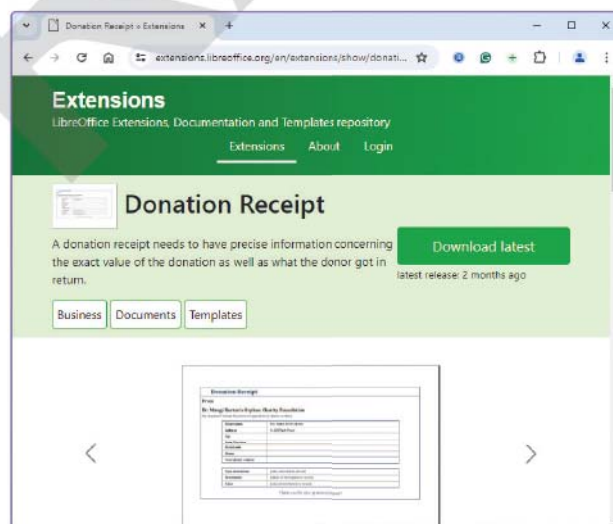 Donation Receipt » Extensions
extensions.libreoffice.org/en/extensions/show/donati...
Extensions
LibreOffice Extensions, Documentation and Templates repository
Extensions About Login
Donation Receipt
A donation receipt needs to have precise information concerning
the exact value of the donation as well as what the donor got in
return.
Download latest
latest release: 2 months ago
Business Documents Templates
Donation Receipt